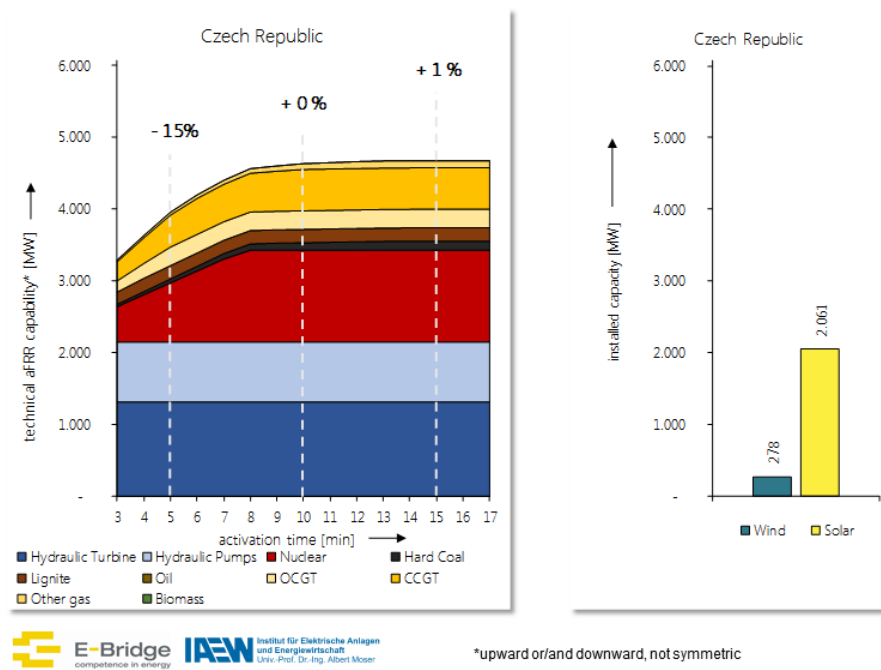 Czech Republic
6.000
5.000
4.000
3.000
2.000
1.000
-
technical aFRR capability* [MW]
- 15%
+ 0 %
+ 1 %
3 4 5 6 7 8 9 10 11 12 13 14 15 16 17
activation time [min]
Hydraulic Turbine Hydraulic Pumps Nuclear Hard Coal
Lignite Oil OCGT CCGT
Other gas Biomass
Czech Republic
6.000
5.000
4.000
3.000
2.000
1.000
-
installed capacity [MW]
278
2.061
Wind Solar
E-Bridge
competence in energy
IAEW
Institut für Elektrische Anlagen
und Energiewirtschaft
Univ.-Prof. Dr.-Ing. Albert Moser
*upward or/and downward, not symmetric